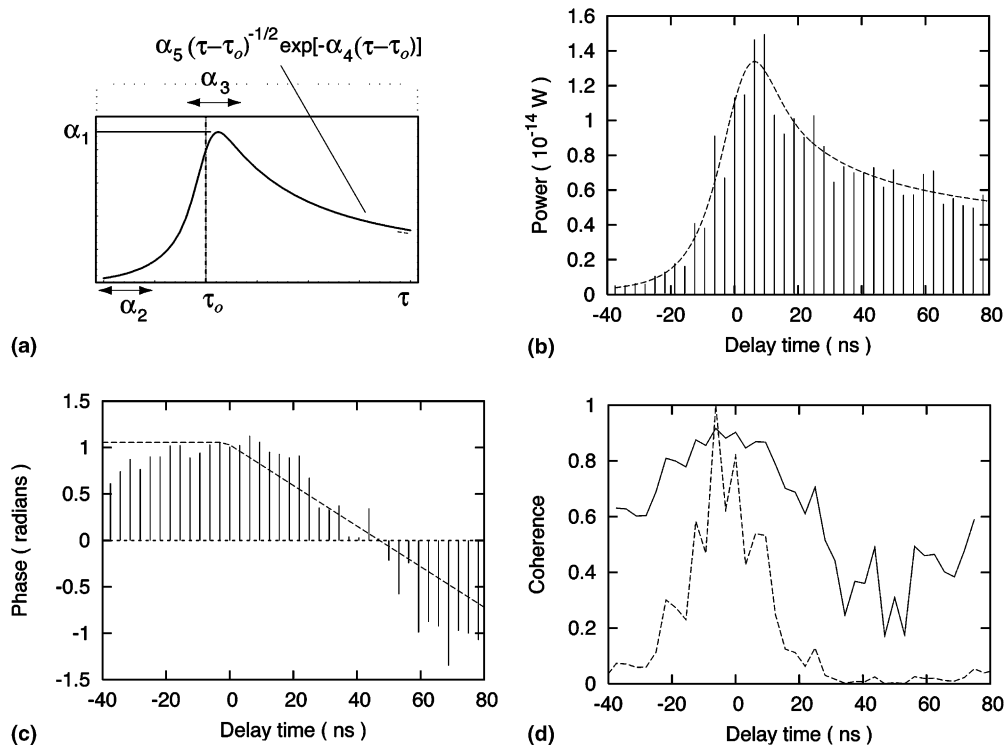 α₅ (τ−τₒ)^-1/2 exp[-α₄(τ−τₒ)]
α₃
α₁
α₂
τₒ
τ
(a)
1.6
1.4
1.2
1
0.8
0.6
0.4
0.2
0
Power ( 10^-14 W )
-40
-20
0
20
40
60
80
Delay time ( ns )
(b)
1.5
1
0.5
0
-0.5
-1
-1.5
Phase ( radians )
-40
-20
0
20
40
60
80
Delay time ( ns )
(c)
1
0.8
0.6
0.4
0.2
0
Coherence
-40
-20
0
20
40
60
80
Delay time ( ns )
(d)